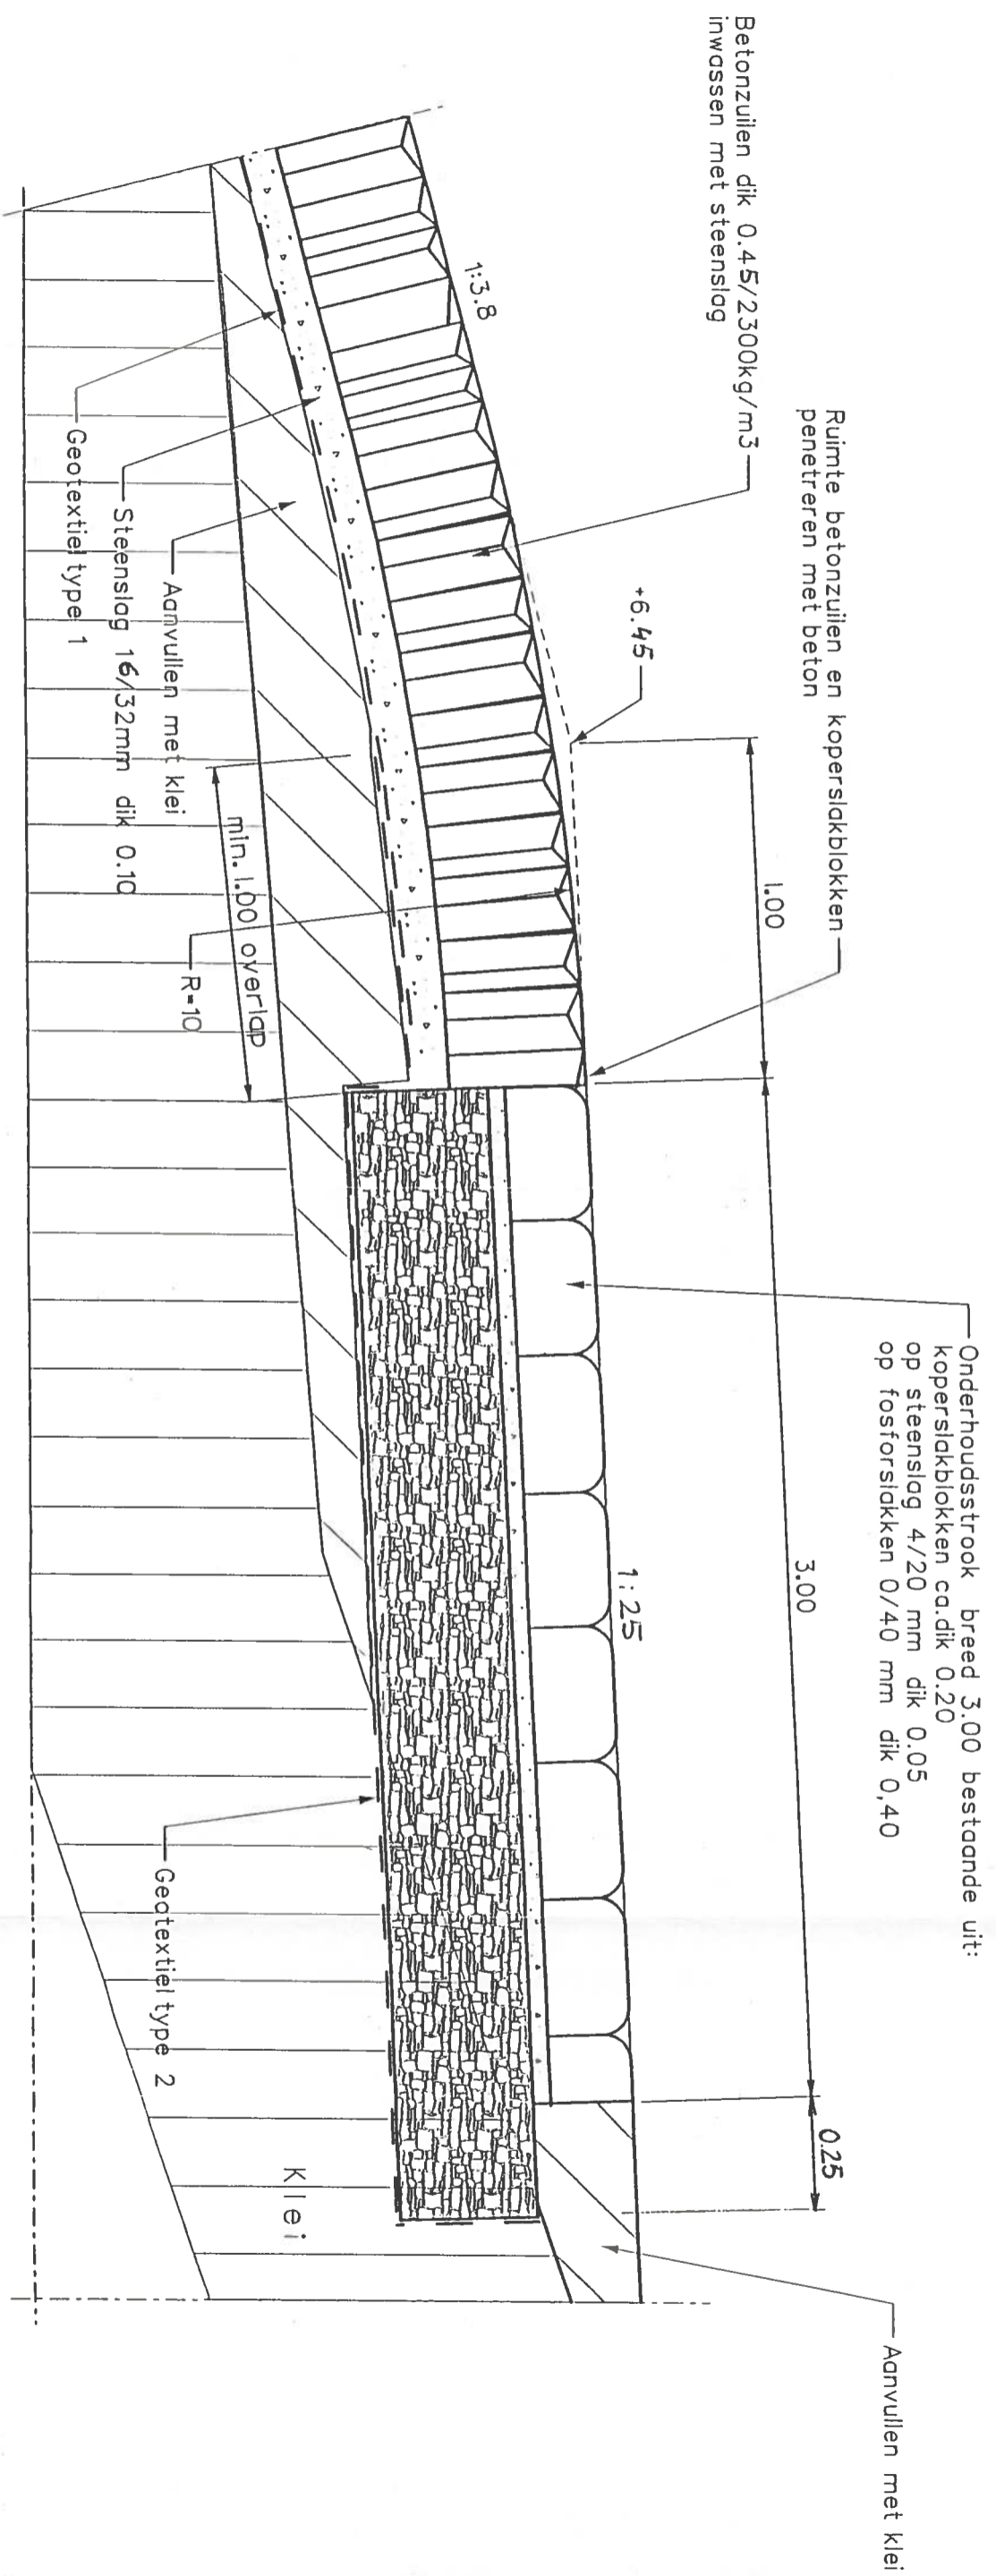 Betonzuilen dik 0.45/2300kg/m3
inwassen met steenslag
Ruimte betonzuilen en koperslakblokken
penetreren met beton
Onderhoudsstrook breed 3.00 bestaande uit:
koperslakblokken ca.dik 0.20
op steenslag 4/20 mm dik 0.05
op fosforslakken 0/40 mm dik 0,40
Aanvullen met klei
+6.45
1.00
3.00
0.25
1:3.8
1:25
min. 1.00 overlap
R=10
Aanvullen met klei
Steenslag 16/32mm dik 0.10
Geotextiel type 1
Geotextiel type 2
Klei